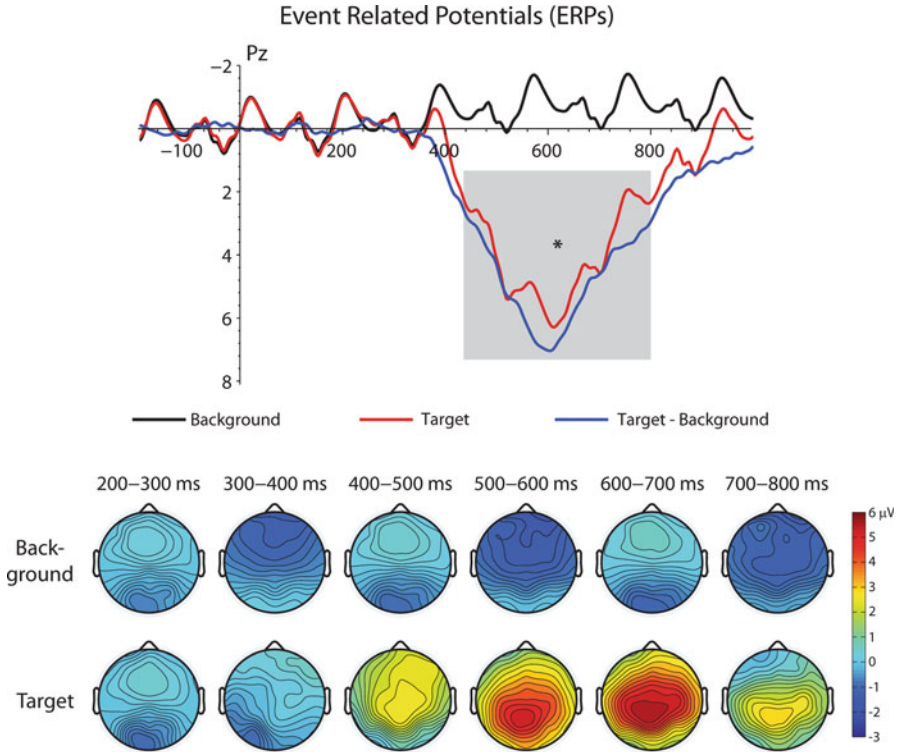 Event Related Potentials (ERPs)
Pz
−2
−100 200 400 600 800
2
4
*
6
8
Background Target Target - Background
200−300 ms 300−400 ms 400−500 ms 500−600 ms 600−700 ms 700−800 ms
6 µV
5
4
3
2
1
0
-1
-2
-3
Back-
ground
Target